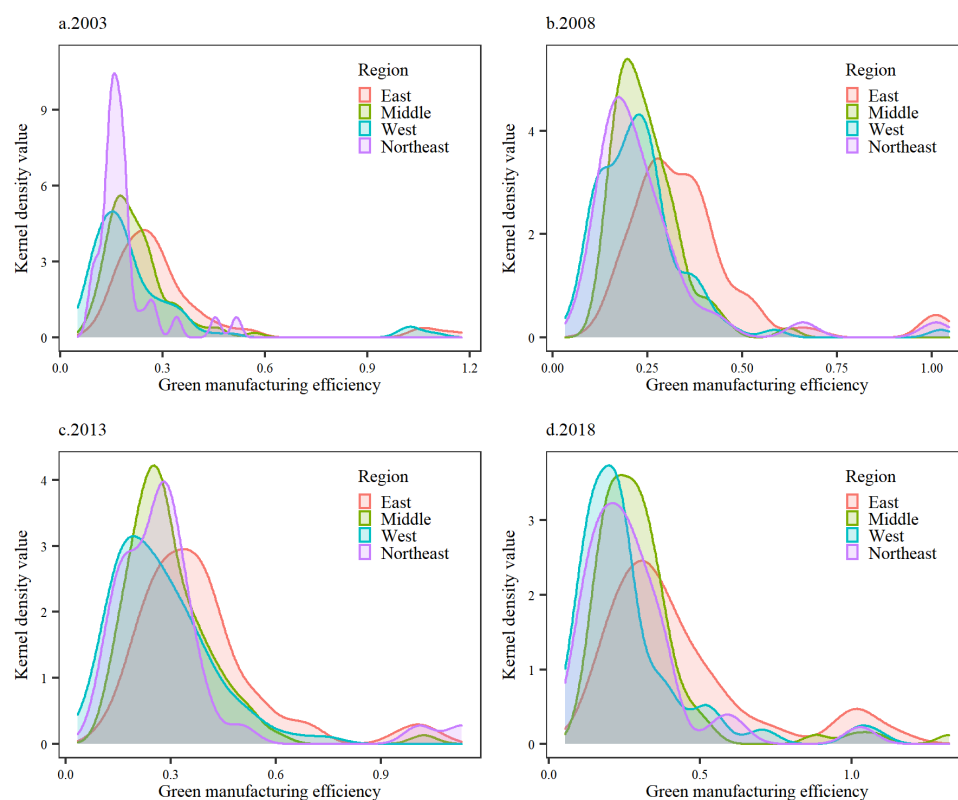 a.2003
Kernel density value
9
6
3
0
Region
East
Middle
West
Northeast
0.0 0.3 0.6 0.9 1.2
Green manufacturing efficiency
b.2008
Kernel density value
4
2
0
Region
East
Middle
West
Northeast
0.00 0.25 0.50 0.75 1.00
Green manufacturing efficiency
c.2013
Kernel density value
4
3
2
1
0
Region
East
Middle
West
Northeast
0.0 0.3 0.6 0.9
Green manufacturing efficiency
d.2018
Kernel density value
3
2
1
0
Region
East
Middle
West
Northeast
0.0 0.5 1.0
Green manufacturing efficiency